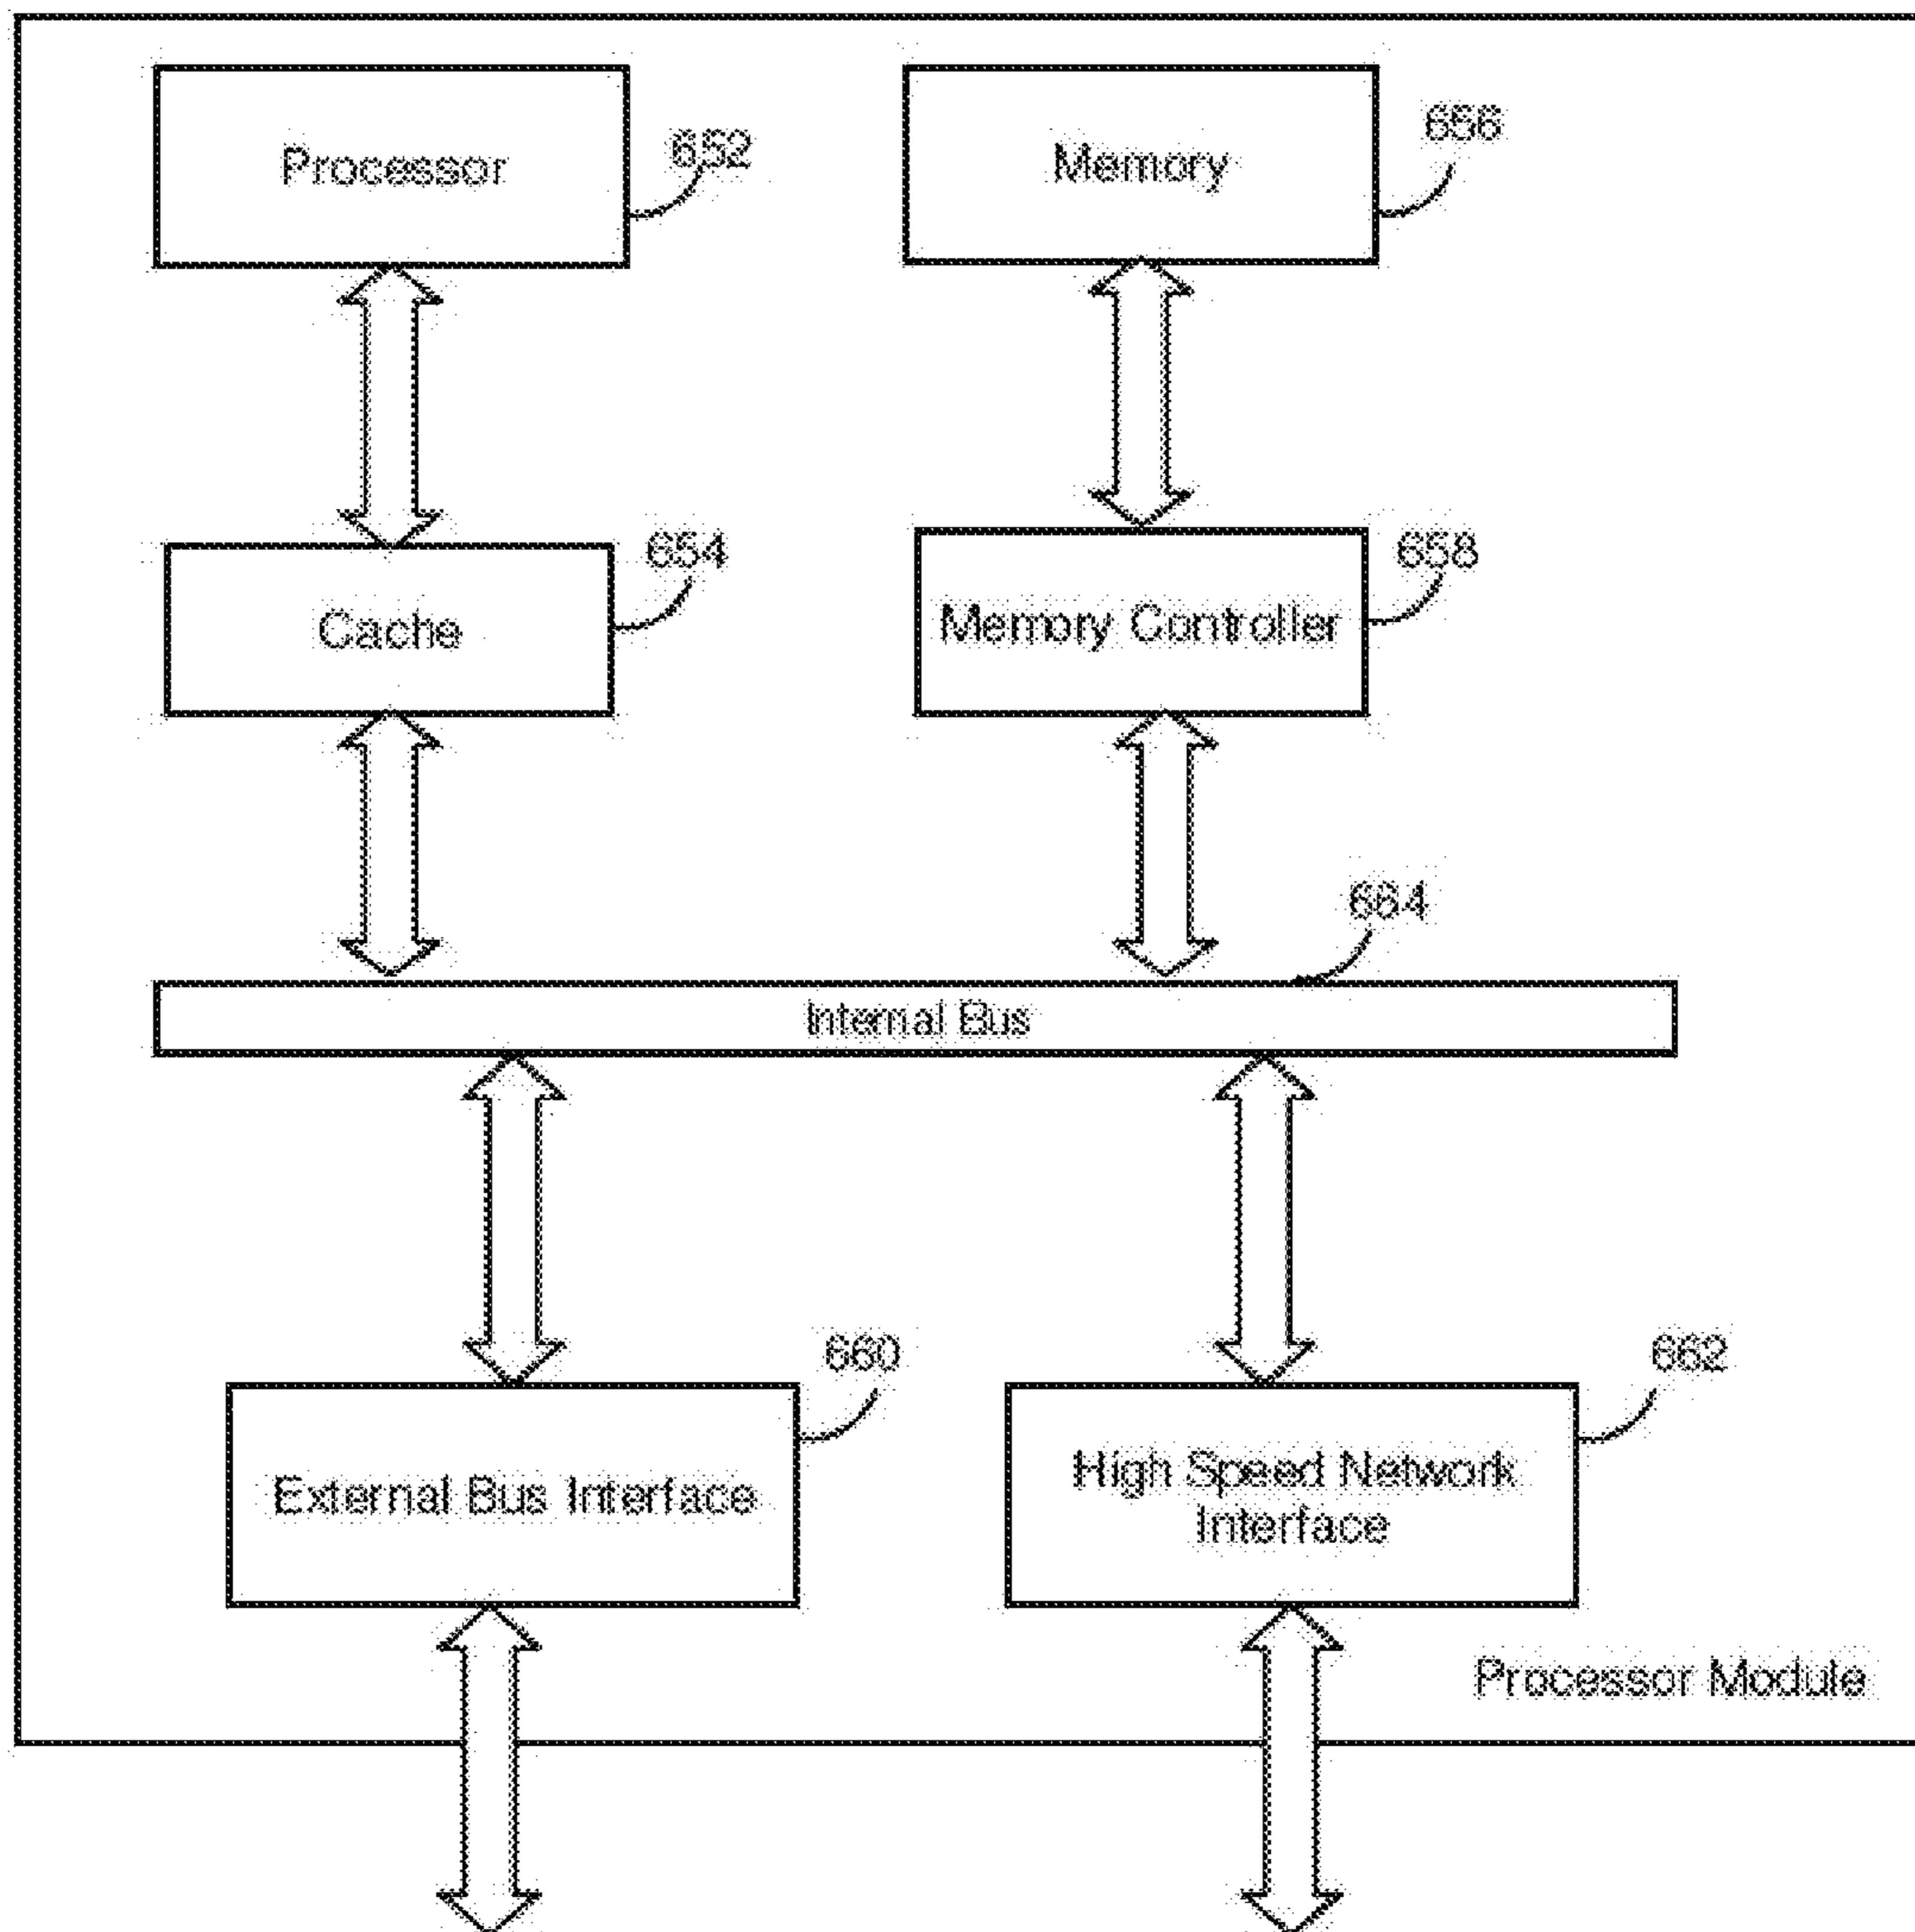 Processor
652
Memory
656
Cache
654
Memory Controller
658
664
Internal Bus
660
External Bus Interface
662
High Speed Network
Interface
Processor Module